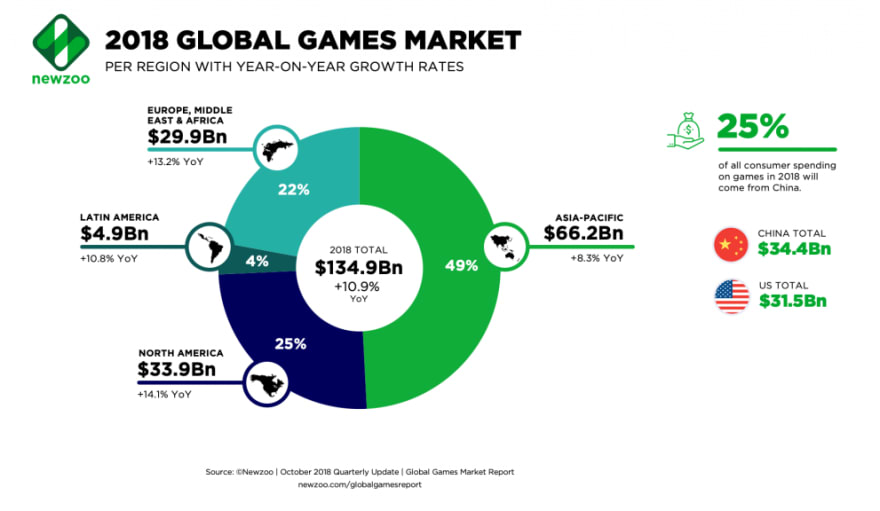 newzoo
2018 GLOBAL GAMES MARKET
PER REGION WITH YEAR-ON-YEAR GROWTH RATES
EUROPE, MIDDLE
EAST & AFRICA
$29.9Bn
+13.2% YoY
22%
LATIN AMERICA
$4.9Bn
+10.8% YoY
4%
NORTH AMERICA
$33.9Bn
+14.1% YoY
25%
2018 TOTAL
$134.9Bn
+10.9%
YoY
49%
ASIA-PACIFIC
$66.2Bn
+8.3% YoY
$
25%
of all consumer spending
on games in 2018 will
come from China.
CHINA TOTAL
$34.4Bn
US TOTAL
$31.5Bn
Source: ©Newzoo | October 2018 Quarterly Update | Global Games Market Report
newzoo.com/globalgamesreport